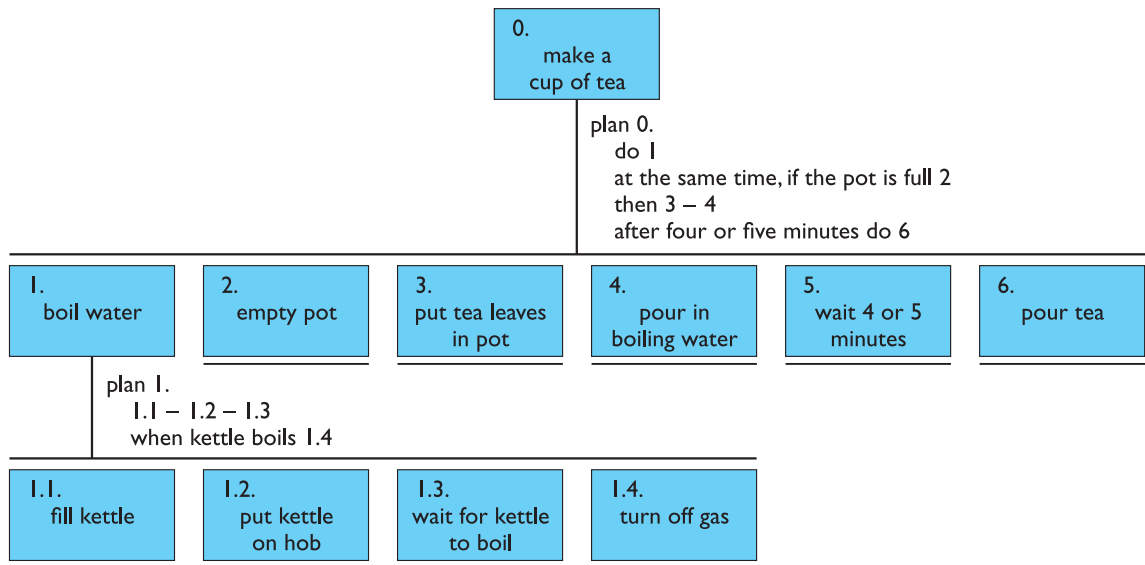 0.
make a
cup of tea
plan 0.
do 1
at the same time, if the pot is full 2
then 3 – 4
after four or five minutes do 6
1.
boil water
2.
empty pot
3.
put tea leaves
in pot
4.
pour in
boiling water
5.
wait 4 or 5
minutes
6.
pour tea
plan 1.
1.1 – 1.2 – 1.3
when kettle boils 1.4
1.1.
fill kettle
1.2.
put kettle
on hob
1.3.
wait for kettle
to boil
1.4.
turn off gas